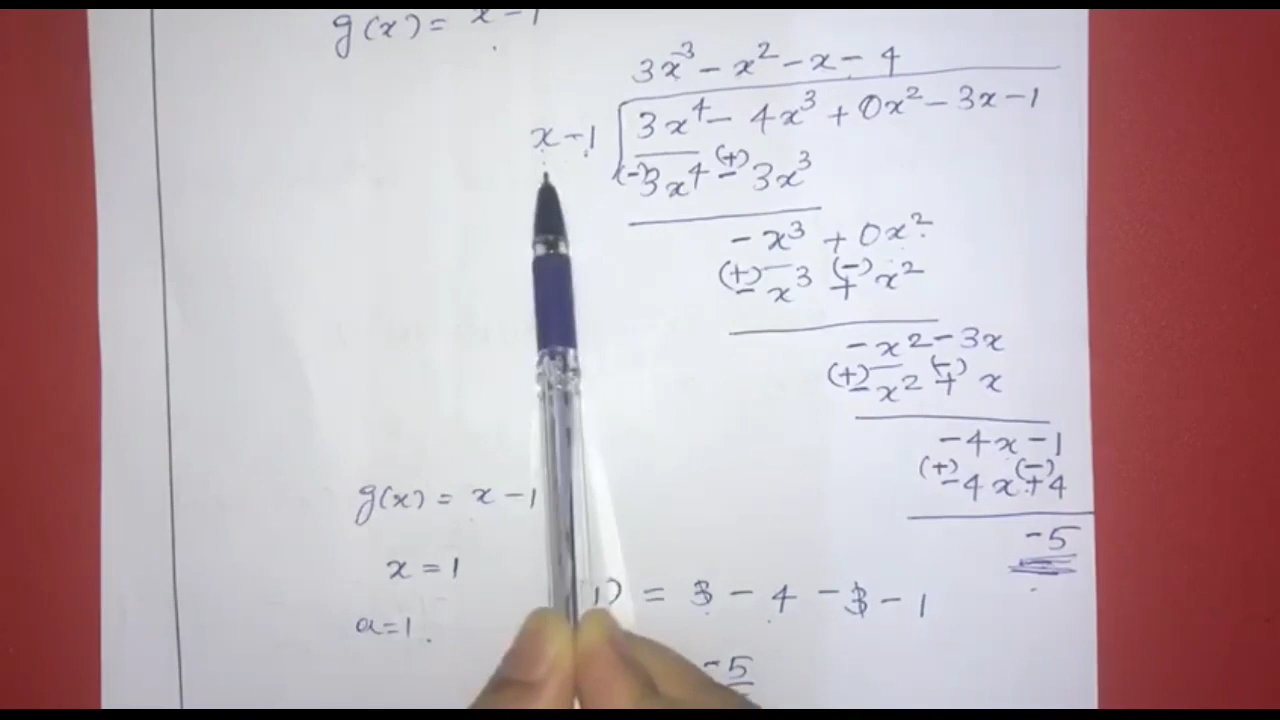 g(x) = x - 1
3x³ - x² - x - 4
x - 1 3x⁴ - 4x³ + 0x² - 3x - 1
(-) (+)
3x⁴ - 3x³
- x³ + 0x²
(+) (-)
- x³ + x²
- x² - 3x
(+) (-)
- x² + x
- 4x - 1
(+) (-)
- 4x + 4
- 5
g(x) = x - 1
x = 1
1) = 3 - 4 - 3 - 1
a = 1
- 5